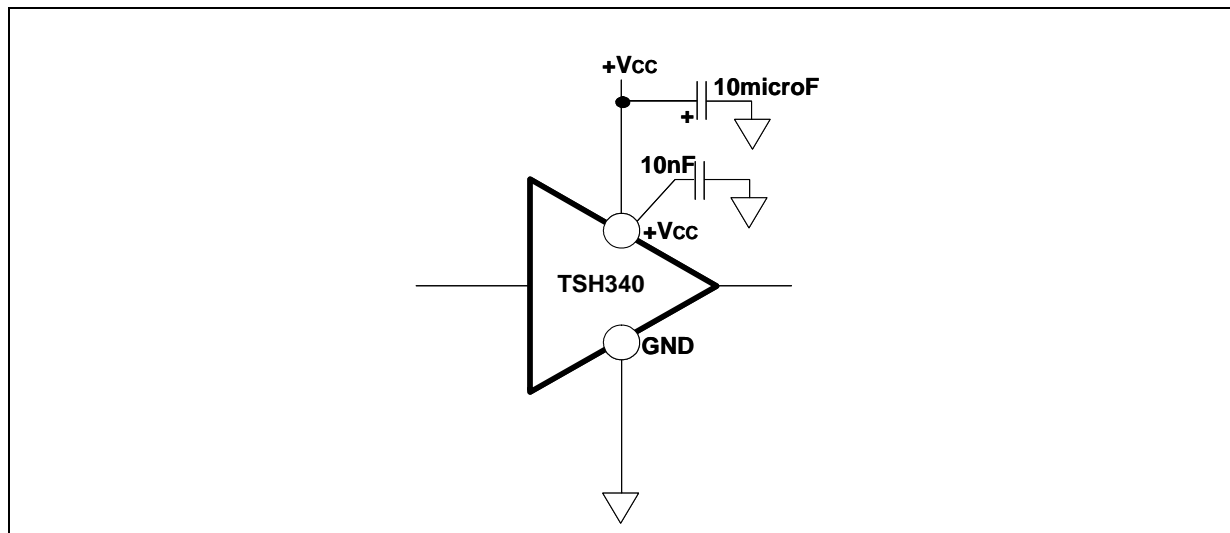 +Vcc
10microF
+
10nF
+Vcc
TSH340
GND